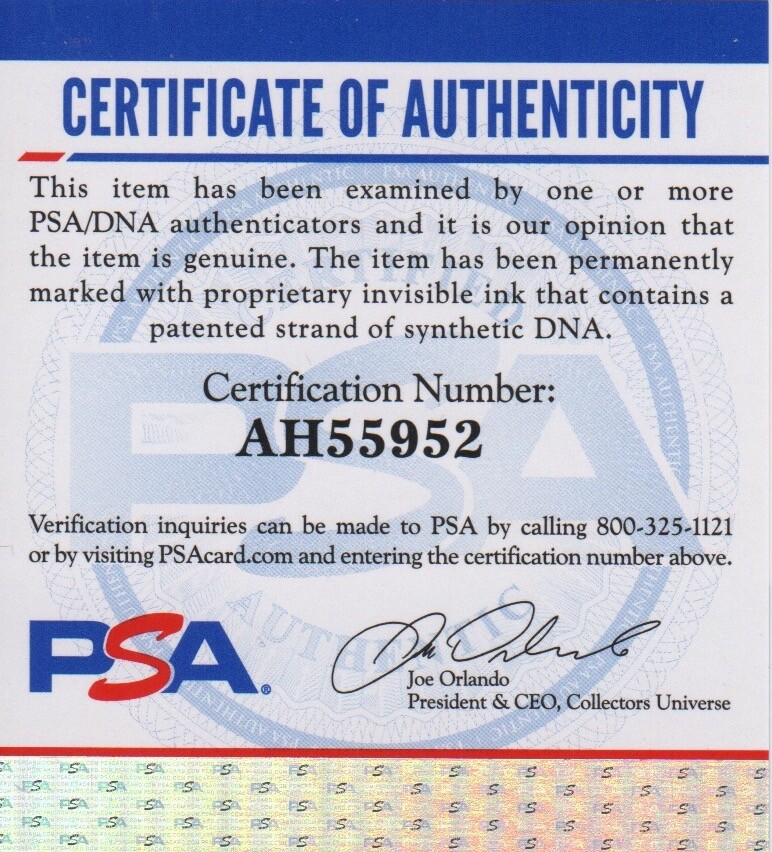 CERTIFICATE OF AUTHENTICITY
This item has been examined by one or more
PSA/DNA authenticators and it is our opinion that
the item is genuine. The item has been permanently
marked with proprietary invisible ink that contains a
patented strand of synthetic DNA.
Certification Number:
AH55952
Verification inquiries can be made to PSA by calling 800-325-1121
or by visiting PSAcard.com and entering the certification number above.
PSA®
Joe Orlando
President & CEO, Collectors Universe